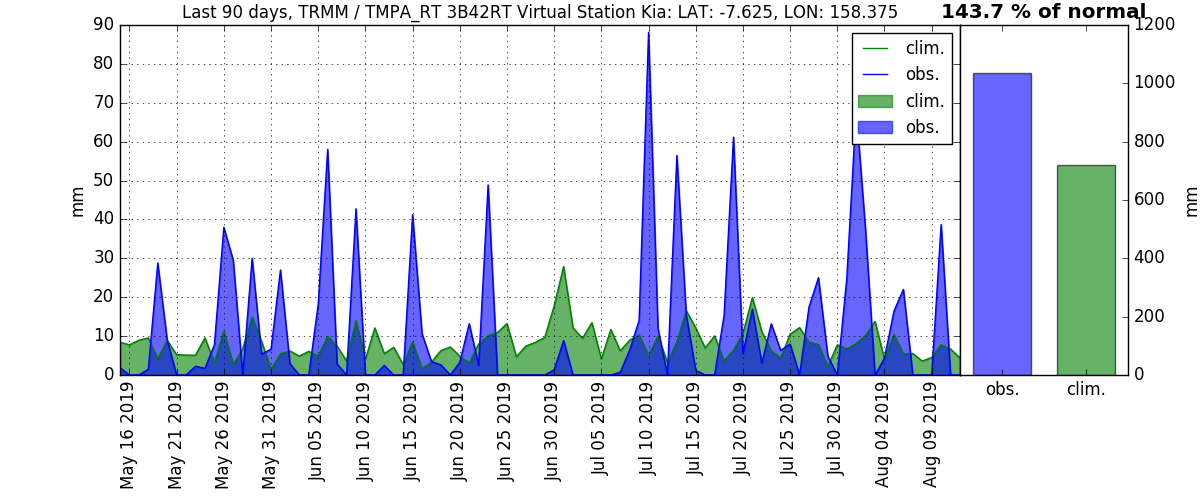 Last 90 days, TRMM / TMPA_RT 3B42RT Virtual Station Kia: LAT: -7.625, LON: 158.375
143.7 % of normal
90
80
70
60
50
40
30
20
10
0
mm
clim.
obs.
clim.
obs.
May 16 2019
May 21 2019
May 26 2019
May 31 2019
Jun 05 2019
Jun 10 2019
Jun 15 2019
Jun 20 2019
Jun 25 2019
Jun 30 2019
Jul 05 2019
Jul 10 2019
Jul 15 2019
Jul 20 2019
Jul 25 2019
Jul 30 2019
Aug 04 2019
Aug 09 2019
1200
1000
800
600
400
200
0
mm
obs.
clim.